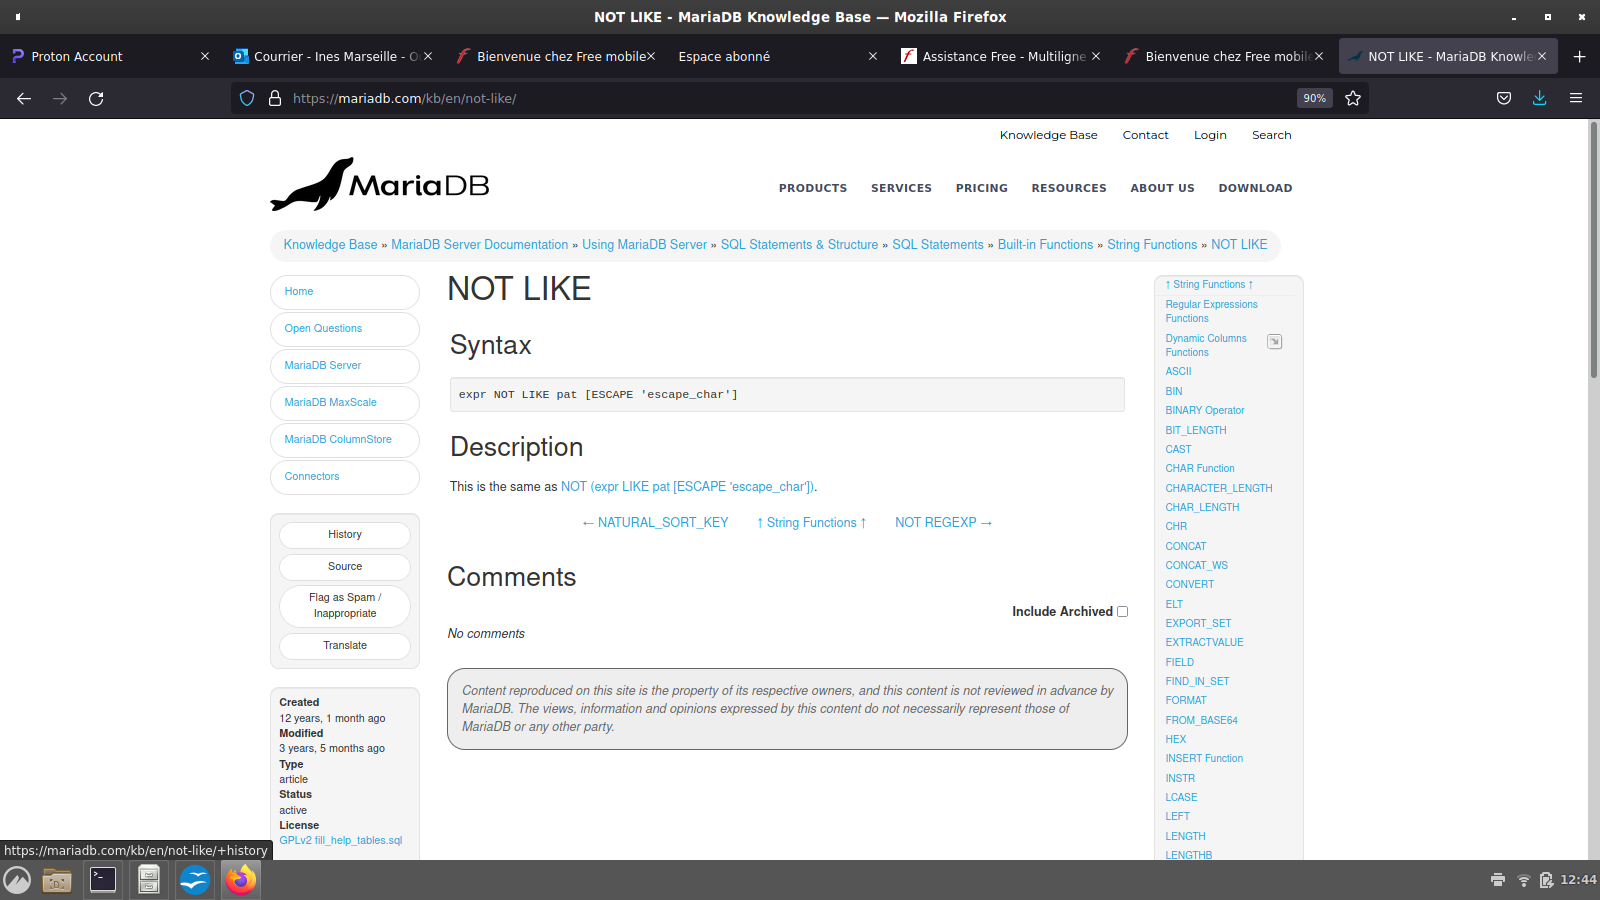 NOT LIKE - MariaDB Knowledge Base — Mozilla Firefox
Proton Account
Courrier - Ines Marseille - O
Bienvenue chez Free mobile
Espace abonné
Assistance Free - Multiligne
Bienvenue chez Free mobile
NOT LIKE - MariaDB Knowle
https://mariadb.com/kb/en/not-like/
90%
Knowledge Base Contact Login Search
MariaDB
PRODUCTS SERVICES PRICING RESOURCES ABOUT US DOWNLOAD
Knowledge Base » MariaDB Server Documentation » Using MariaDB Server » SQL Statements & Structure » SQL Statements » Built-in Functions » String Functions » NOT LIKE
Home
Open Questions
MariaDB Server
MariaDB MaxScale
MariaDB ColumnStore
Connectors
History
Source
Flag as Spam /
Inappropriate
Translate
Created
12 years, 1 month ago
Modified
3 years, 5 months ago
Type
article
Status
active
License
GPLv2 fill_help_tables.sql
NOT LIKE
Syntax
expr NOT LIKE pat [ESCAPE 'escape_char']
Description
This is the same as NOT (expr LIKE pat [ESCAPE 'escape_char']).
← NATURAL_SORT_KEY ↑ String Functions ↑ NOT REGEXP →
Comments
Include Archived
No comments
Content reproduced on this site is the property of its respective owners, and this content is not reviewed in advance by
MariaDB. The views, information and opinions expressed by this content do not necessarily represent those of
MariaDB or any other party.
↑ String Functions ↑
Regular Expressions
Functions
Dynamic Columns
Functions
ASCII
BIN
BINARY Operator
BIT_LENGTH
CAST
CHAR Function
CHARACTER_LENGTH
CHAR_LENGTH
CHR
CONCAT
CONCAT_WS
CONVERT
ELT
EXPORT_SET
EXTRACTVALUE
FIELD
FIND_IN_SET
FORMAT
FROM_BASE64
HEX
INSERT Function
INSTR
LCASE
LEFT
LENGTH
LENGTHB
https://mariadb.com/kb/en/not-like/+history
12:44